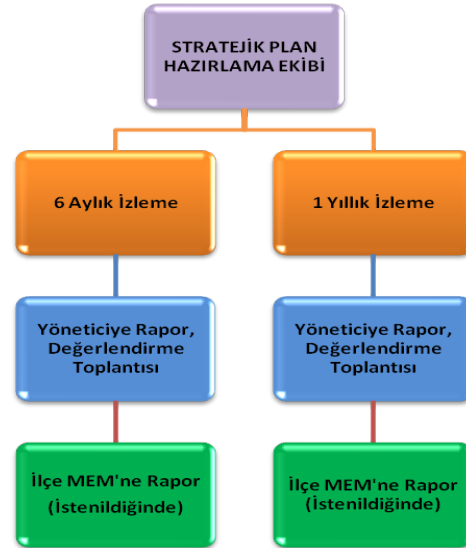 STRATEJİK PLAN
HAZIRLAMA EKİBİ
6 Aylık İzleme
1 Yıllık İzleme
Yöneticiye Rapor,
Değerlendirme
Toplantısı
Yöneticiye Rapor,
Değerlendirme
Toplantısı
İlçe MEM'ne Rapor
(İstenildiğinde)
İlçe MEM'ne Rapor
(İstenildiğinde)